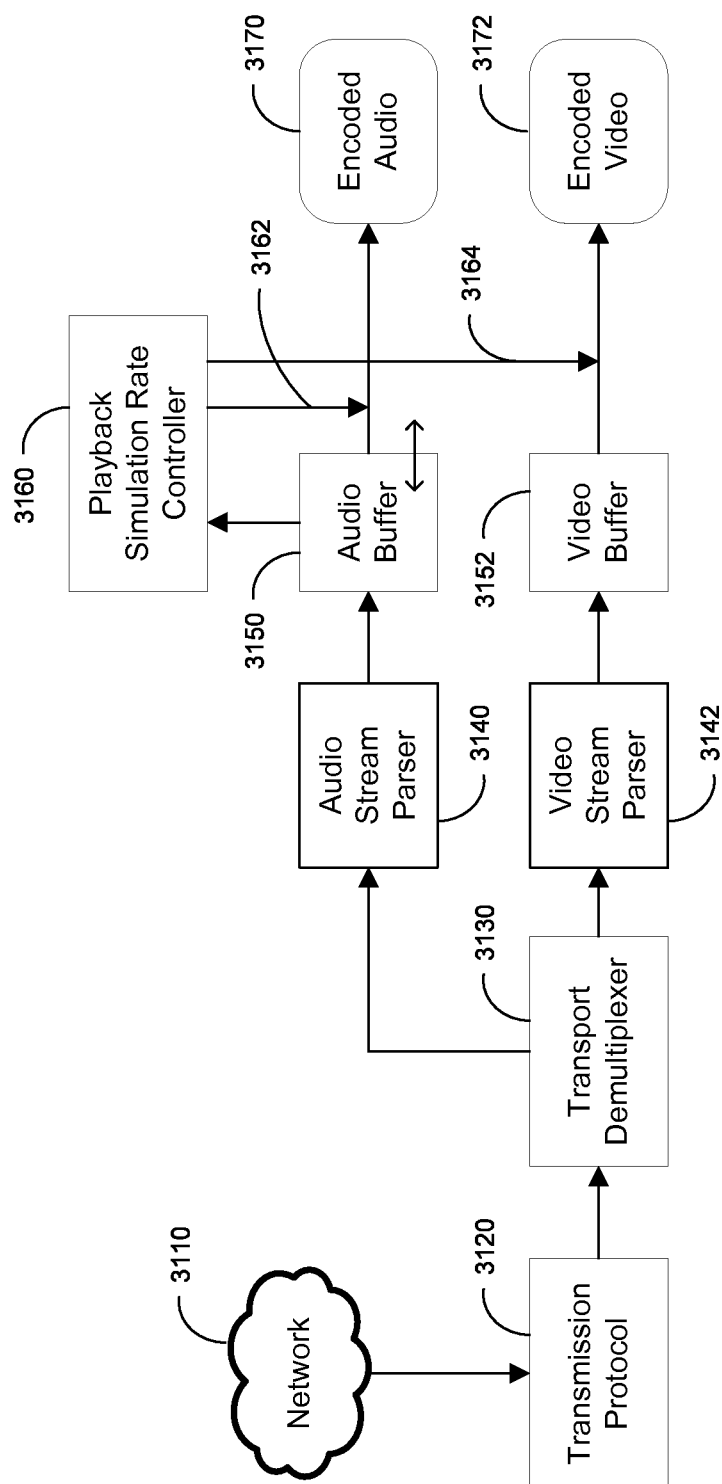 3110
Network
3120
Transmission
Protocol
3130
Transport
Demultiplexer
3140
Audio
Stream
Parser
3142
Video
Stream
Parser
3150
Audio
Buffer
3152
Video
Buffer
3160
Playback
Simulation Rate
Controller
3162
3164
3170
Encoded
Audio
3172
Encoded
Video